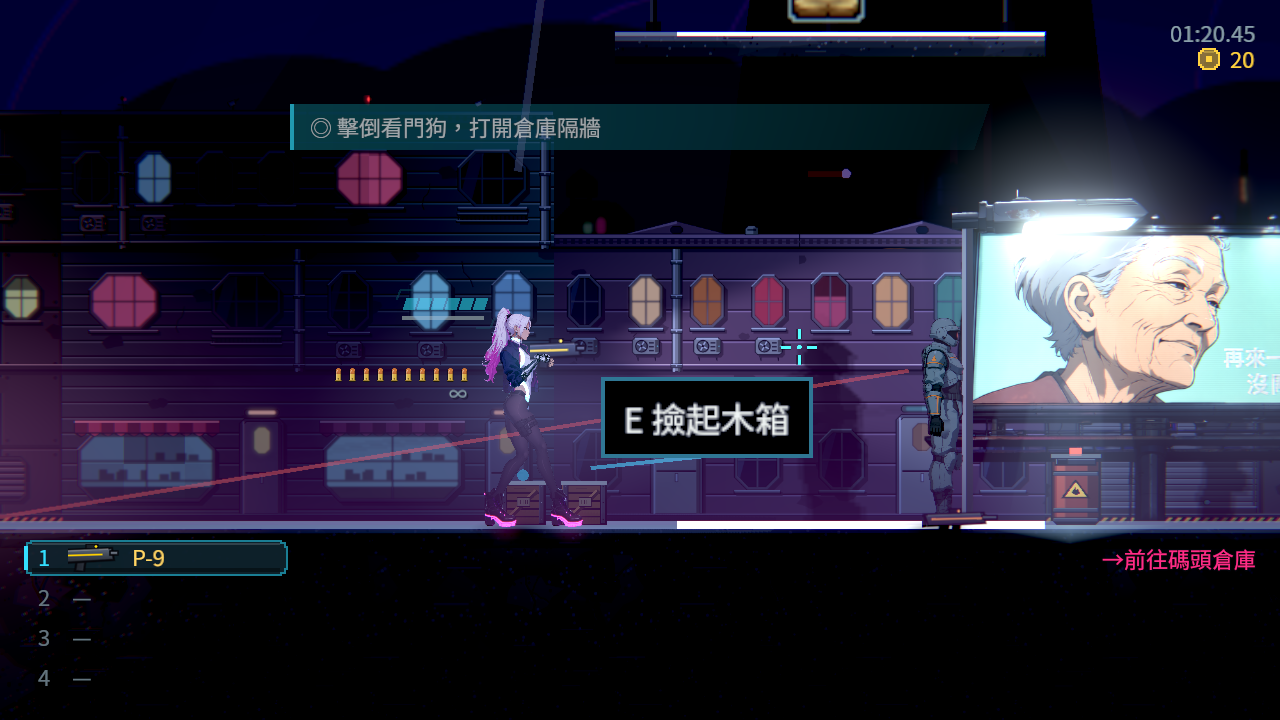 01:20.45
20
◎ 擊倒看門狗，打開倉庫隔牆
再來一
∞
E 撿起木箱
1 P-9
→前往碼頭倉庫
2 —
3 —
4 —